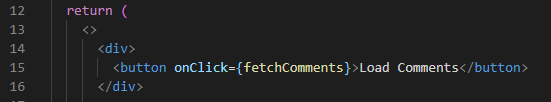 12 return (
13 <>
14 <div>
15 <button onClick={fetchComments}>Load Comments</button>
16 </div>